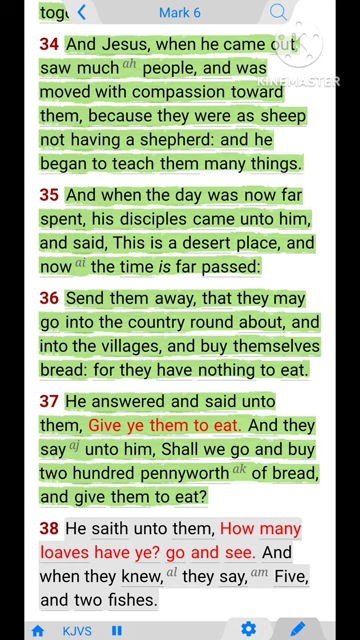 toge
Mark 6
KINEMASTER
34 And Jesus, when he came out,
saw much ah people, and was
moved with compassion toward
them, because they were as sheep
not having a shepherd: and he
began to teach them many things.
35 And when the day was now far
spent, his disciples came unto him,
and said, This is a desert place, and
now ai the time is far passed:
36 Send them away, that they may
go into the country round about, and
into the villages, and buy themselves
bread: for they have nothing to eat.
37 He answered and said unto
them, Give ye them to eat. And they
say aj unto him, Shall we go and buy
two hundred pennyworth ak of bread,
and give them to eat?
38 He saith unto them, How many
loaves have ye? go and see. And
when they knew, al they say, am Five,
and two fishes.
KJVS